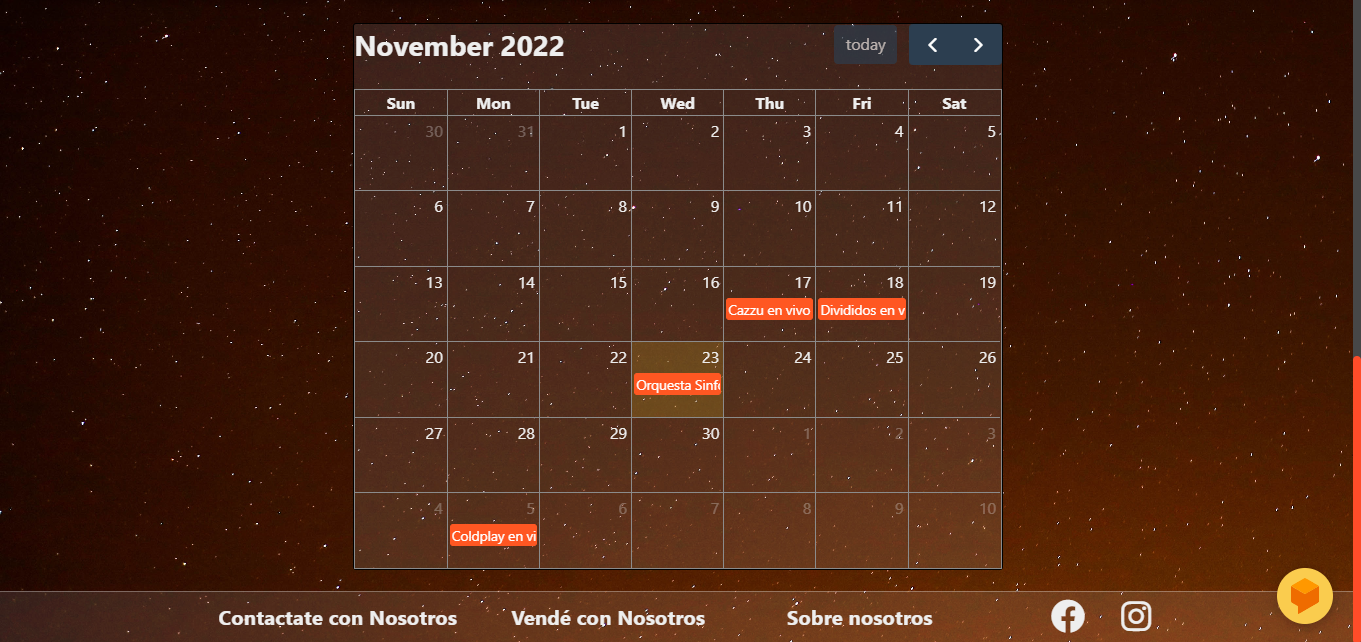 November 2022 today
Sun Mon Tue Wed Thu Fri Sat
30 31 1 2 3 4 5
6 7 8 9 10 11 12
13 14 15 16 17 18 19
Cazzu en vivo Divididos en v
20 21 22 23 24 25 26
Orquesta Sinf
27 28 29 30 1 2 3
4 5 6 7 8 9 10
Coldplay en vi
Contactate con Nosotros Vendé con Nosotros Sobre nosotros